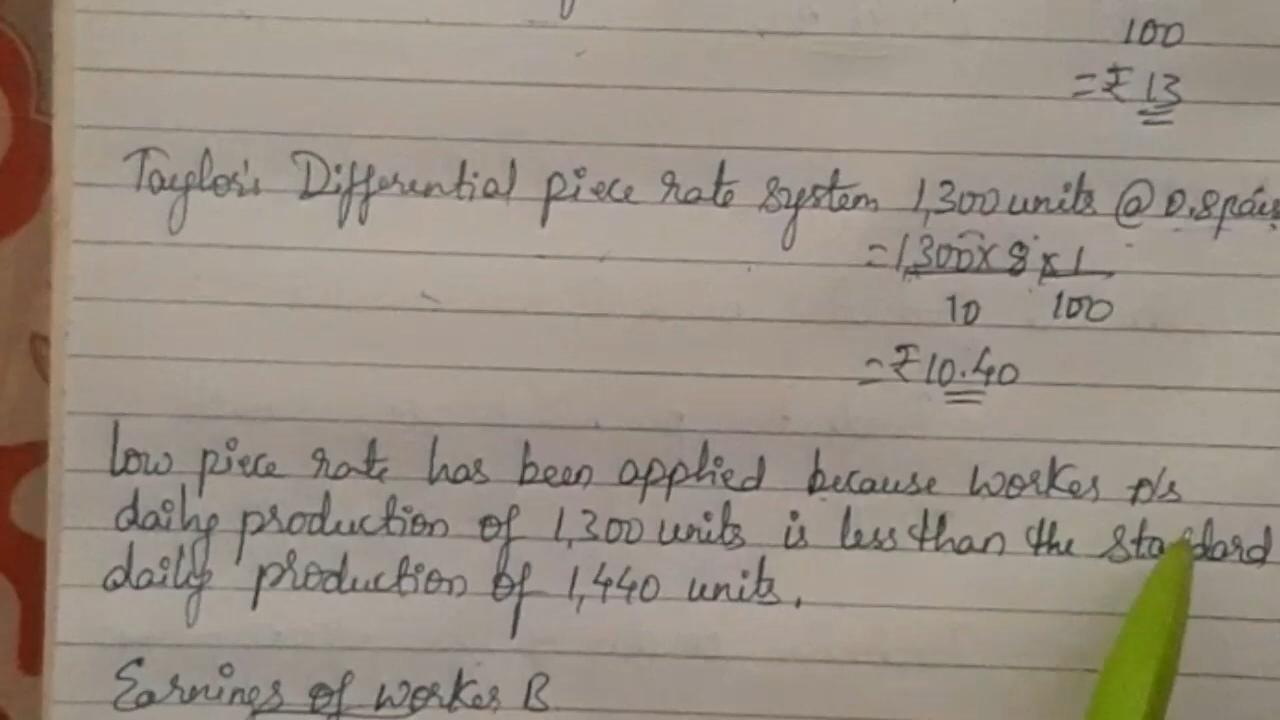 100
= ₹ 13
Taylor's Differential piece rate system 1,300 units @ 0.8 pais
= 1,300 x 8 x 1
10 100
= ₹ 10.40
low piece rate has been applied because worker A's
daily production of 1,300 units is less than the standard
daily production of 1,440 units.
Earnings of worker B